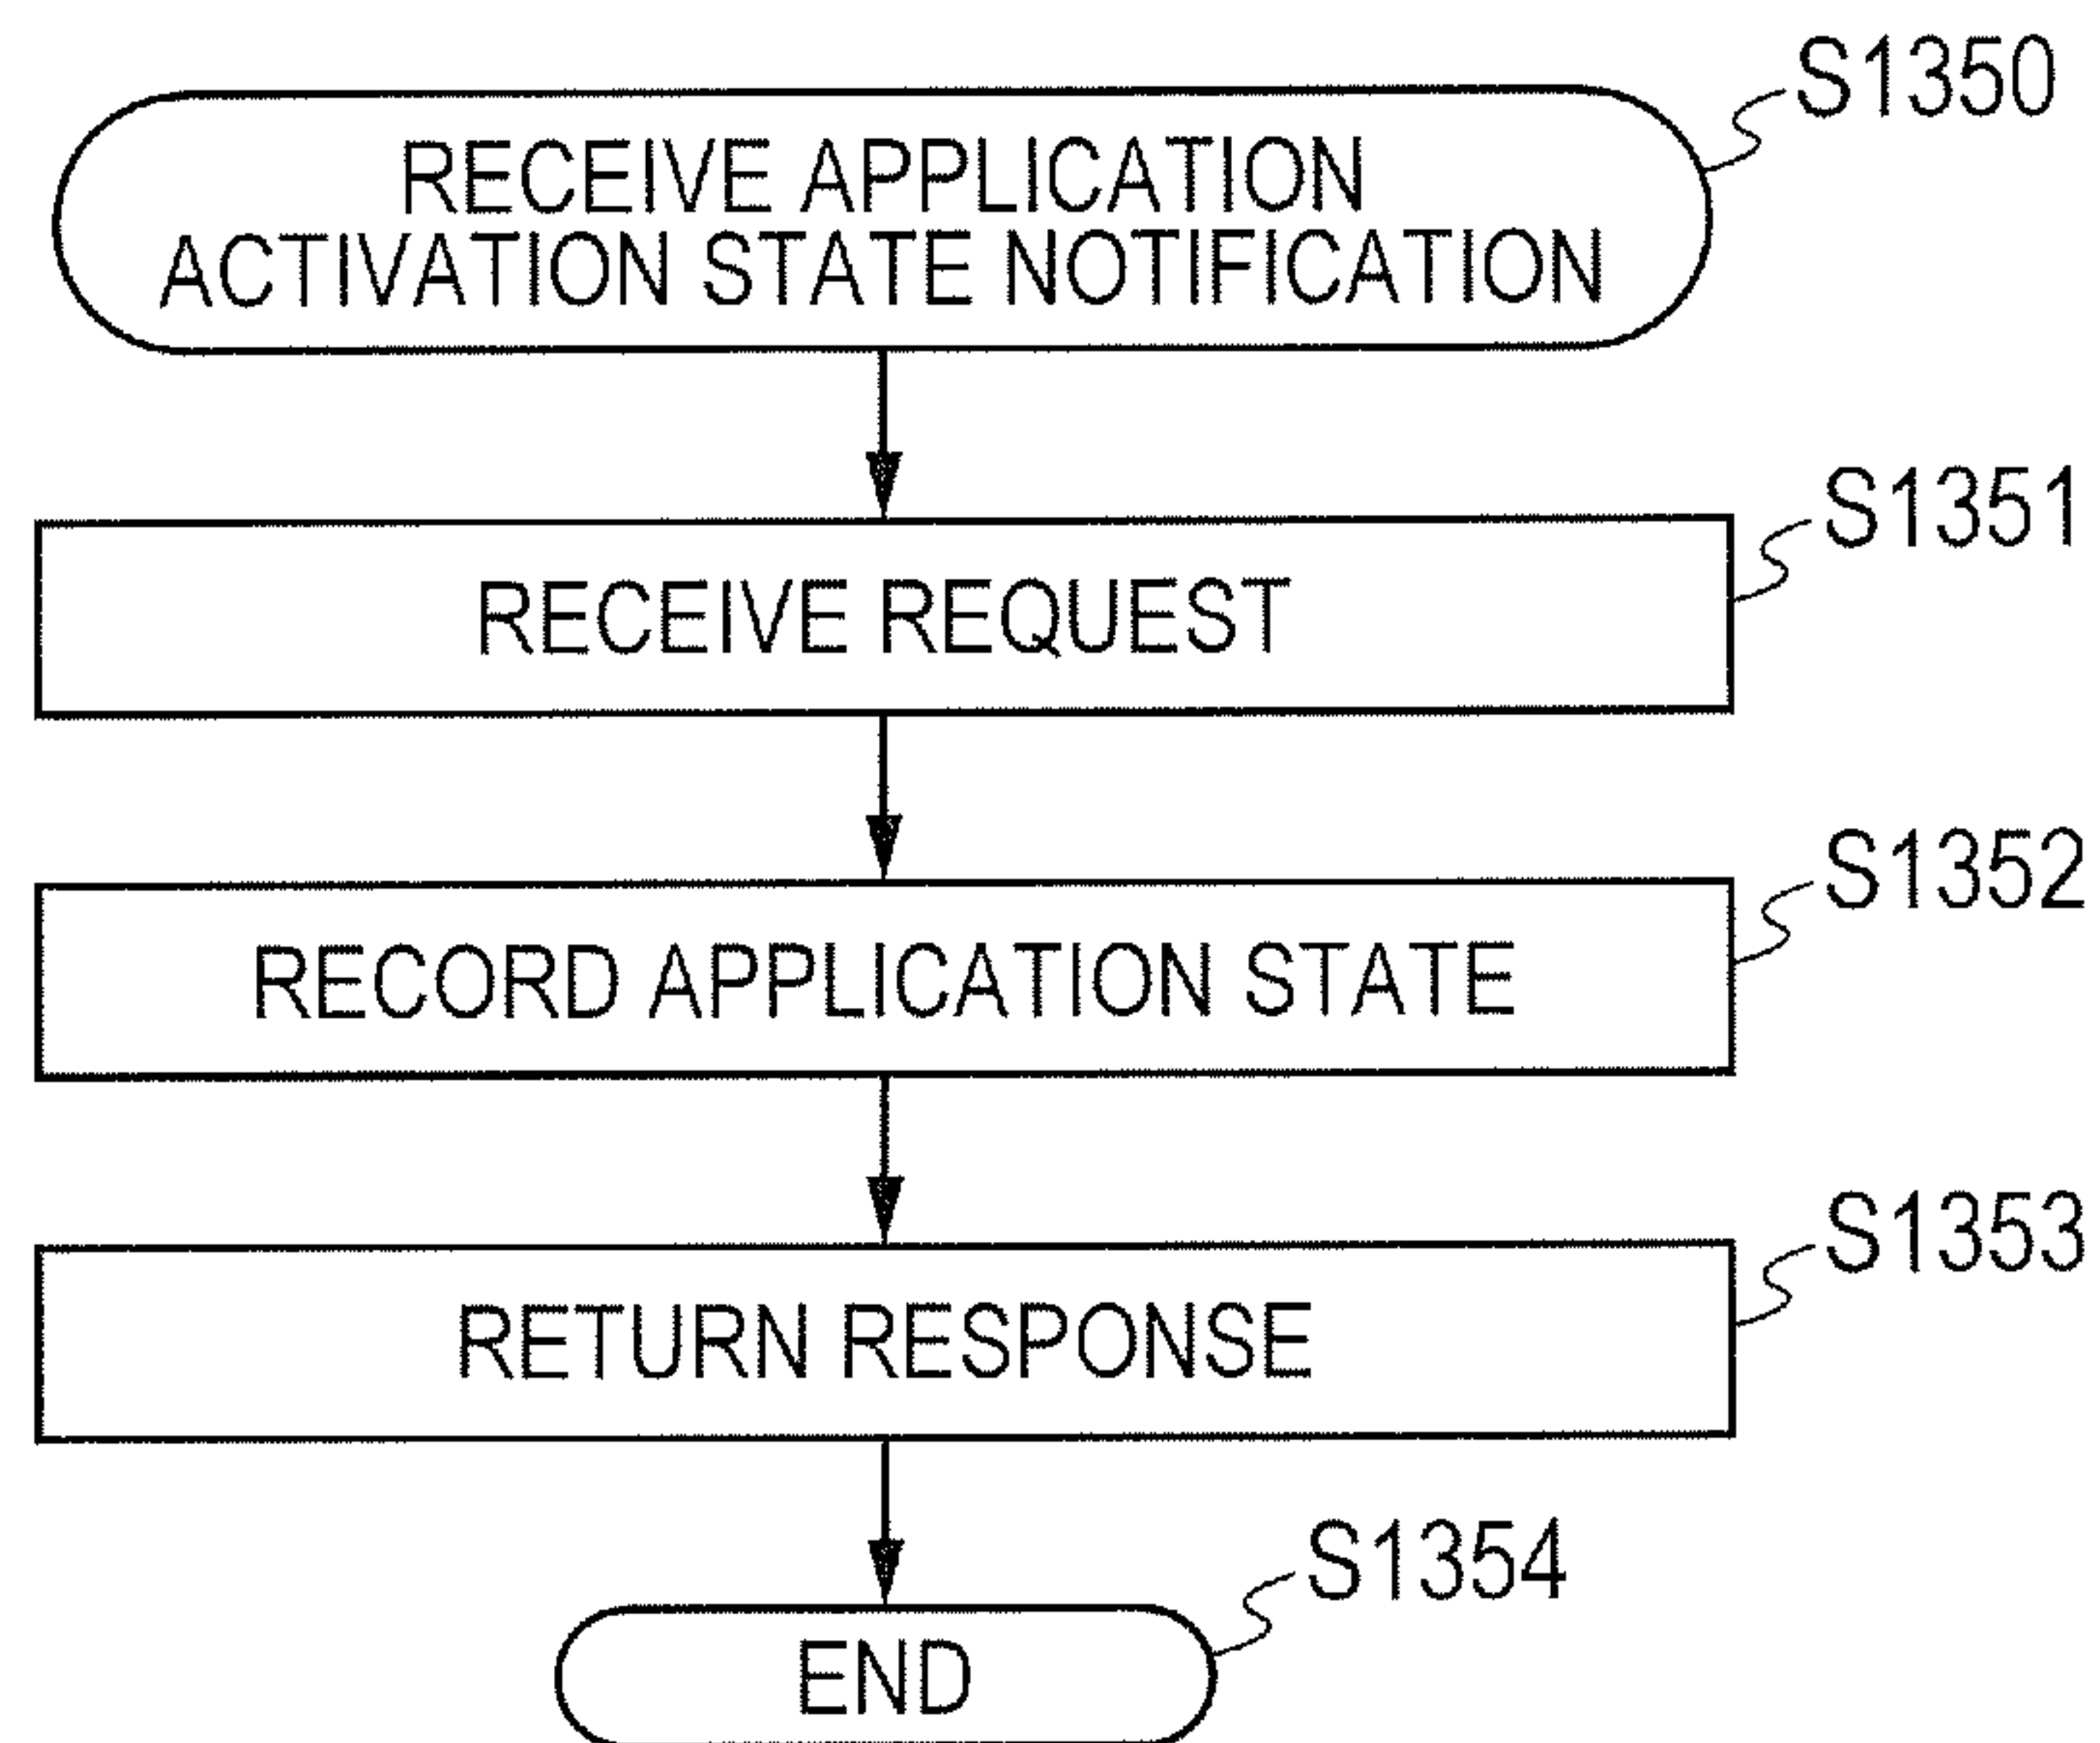 S1350
RECEIVE APPLICATION
ACTIVATION STATE NOTIFICATION
S1351
RECEIVE REQUEST
S1352
RECORD APPLICATION STATE
S1353
RETURN RESPONSE
S1354
END